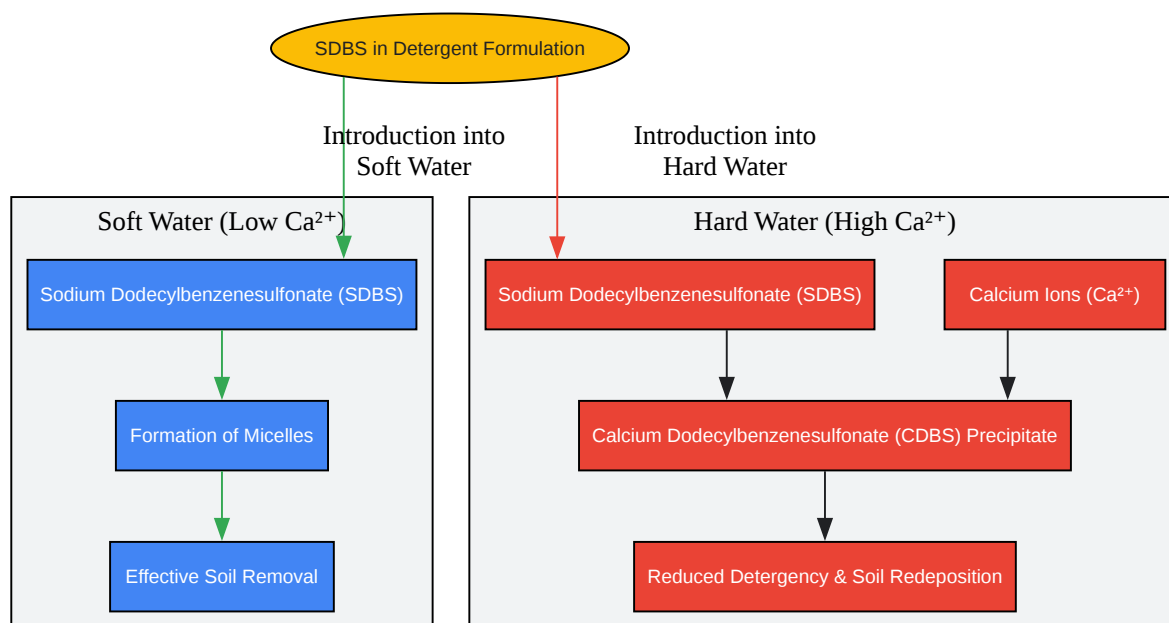 SDBS in Detergent Formulation
Introduction into
Soft Water
Introduction into
Hard Water
Soft Water (Low Ca²⁺)
Sodium Dodecylbenzenesulfonate (SDBS)
Formation of Micelles
Effective Soil Removal
Hard Water (High Ca²⁺)
Sodium Dodecylbenzenesulfonate (SDBS)
Calcium Ions (Ca²⁺)
Calcium Dodecylbenzenesulfonate (CDBS) Precipitate
Reduced Detergency & Soil Redeposition